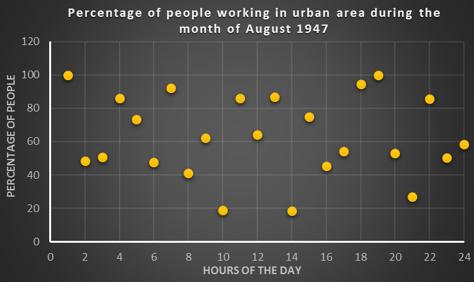 Percentage of people working in urban area during the
month of August 1947
PERCENTAGE OF PEOPLE
120
100
80
60
40
20
0
0 2 4 6 8 10 12 14 16 18 20 22 24
HOURS OF THE DAY